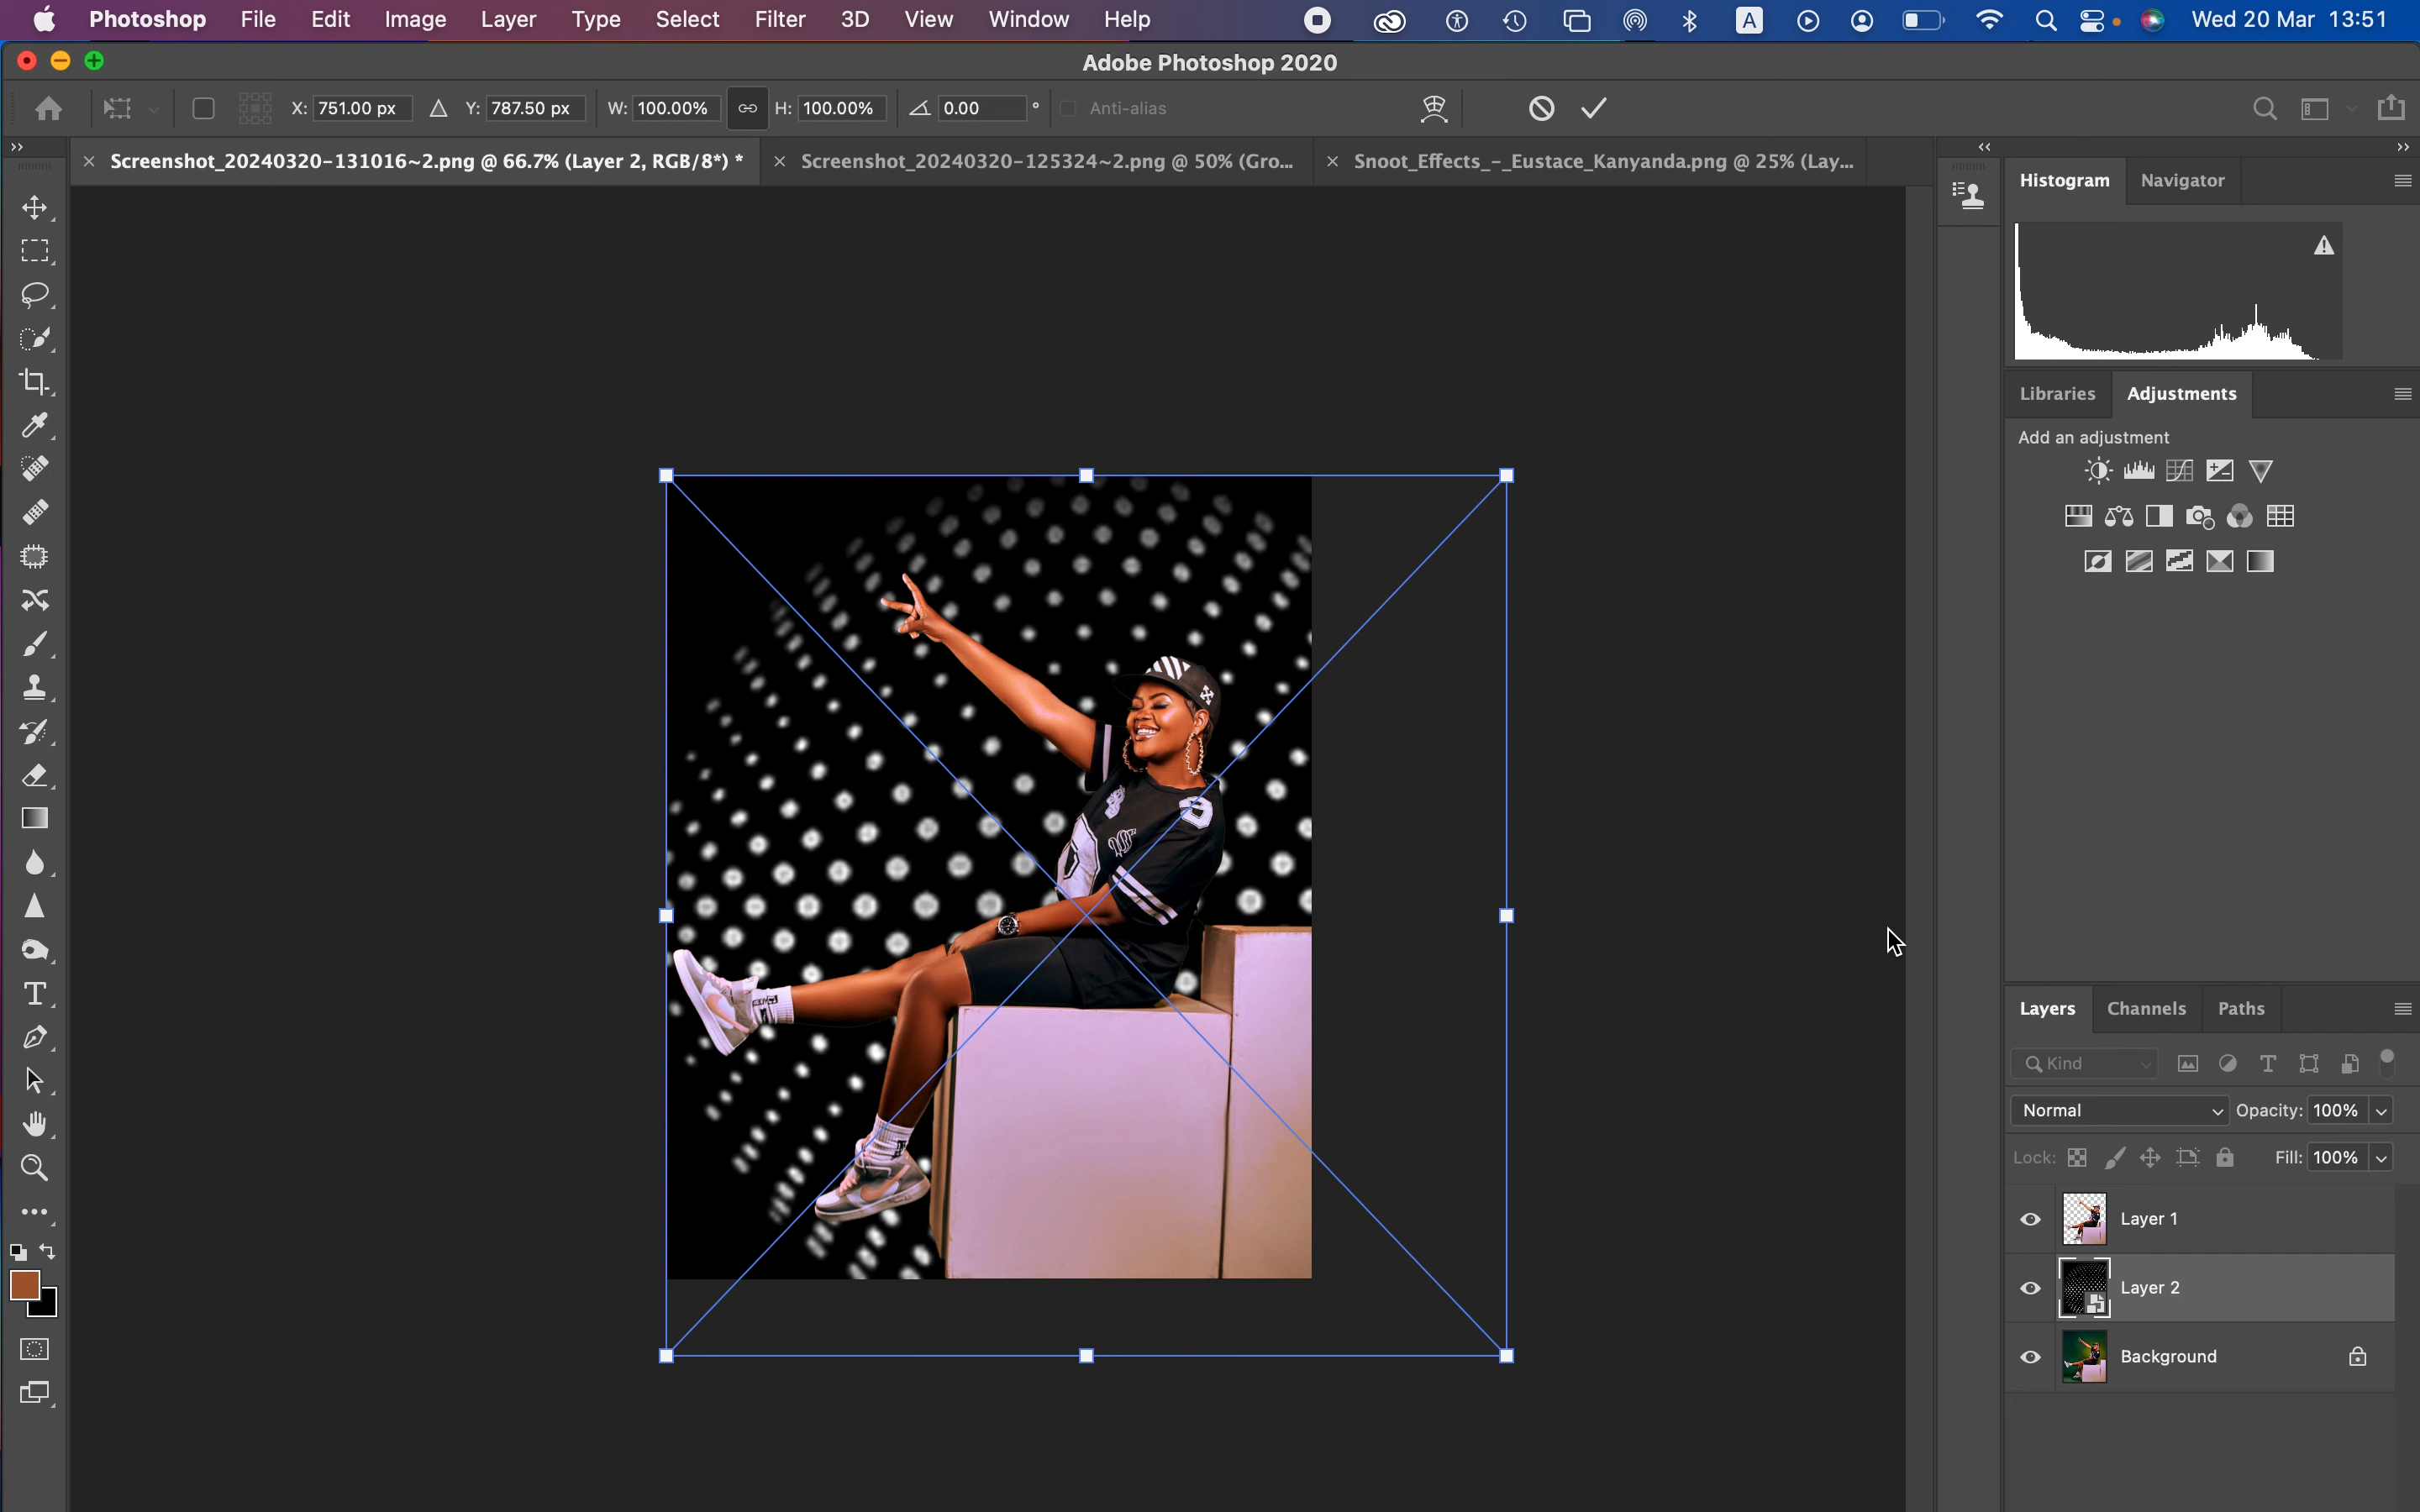 Photoshop File Edit Image Layer Type Select Filter 3D View Window Help A Wed 20 Mar 13:51
Adobe Photoshop 2020
X: 751.00 px Y: 787.50 px W: 100.00% H: 100.00% 0.00 ° Anti-alias
Screenshot_20240320-131016~2.png @ 66.7% (Layer 2, RGB/8*) *
Screenshot_20240320-125324~2.png @ 50% (Gro...
Snoot_Effects_-_Eustace_Kanyanda.png @ 25% (Lay...
Histogram Navigator
Libraries Adjustments
Add an adjustment
Layers Channels Paths
Kind
Normal Opacity: 100%
Lock: Fill: 100%
Layer 1
Layer 2
Background